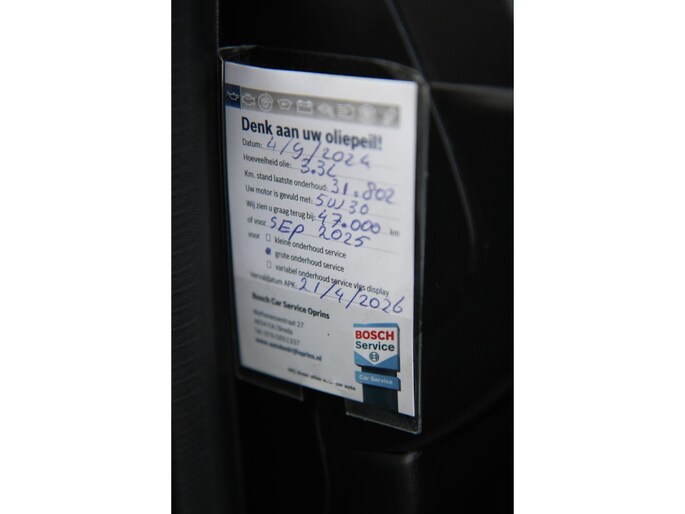 Denk aan uw oliepeil!
Datum: 4/9/2024
Hoeveelheid olie: 3.3L
Km. stand laatste onderhoud: 31.802
Uw motor is gevuld met: 5W30
Wij zien u graag terug bij: 47.000 km
of voor: SEP 2025
voor kleine onderhoud service
grote onderhoud service
variabel onderhoud service vlgs display
Vervaldatum APK: 21/4/2026
Bosch Car Service Oprins
BOSCH
Service
Car Service